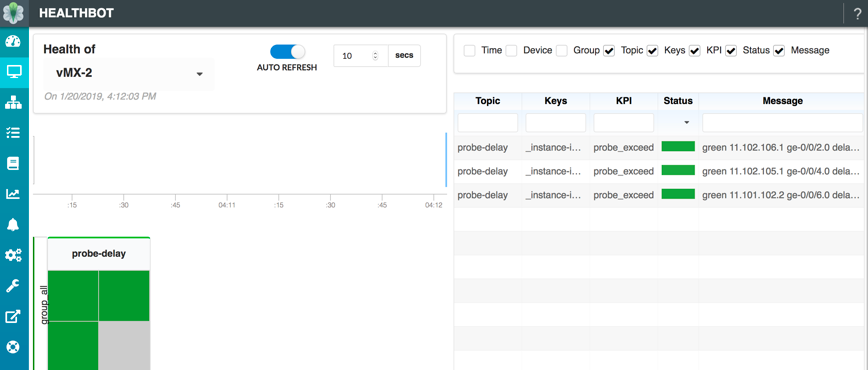 HEALTHBOT
?
Health of
vMX-2
On 1/20/2019, 4:12:03 PM
AUTO REFRESH
10
secs
Time Device Group Topic Keys KPI Status Message
:15 :30 :45 04:11 :15 :30 :45 04:12
probe-delay
group_all
Topic Keys KPI Status Message
probe-delay _instance-i... probe_exceed green 11.102.106.1 ge-0/0/2.0 dela...
probe-delay _instance-i... probe_exceed green 11.102.105.1 ge-0/0/4.0 dela...
probe-delay _instance-i... probe_exceed green 11.101.102.2 ge-0/0/6.0 dela...